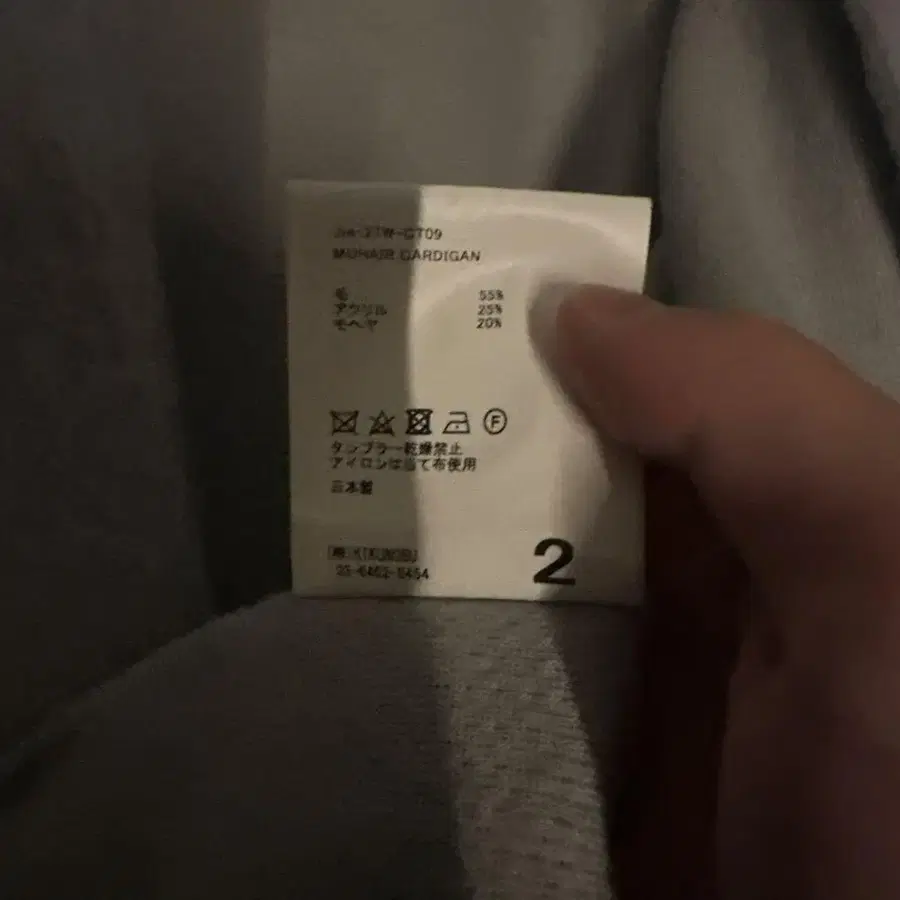 MOHAIR CARDIGAN
毛 55%
アクリル 25%
モヘヤ 20%
F
タンブラー乾燥禁止
アイロンは当て布使用
日本製
2